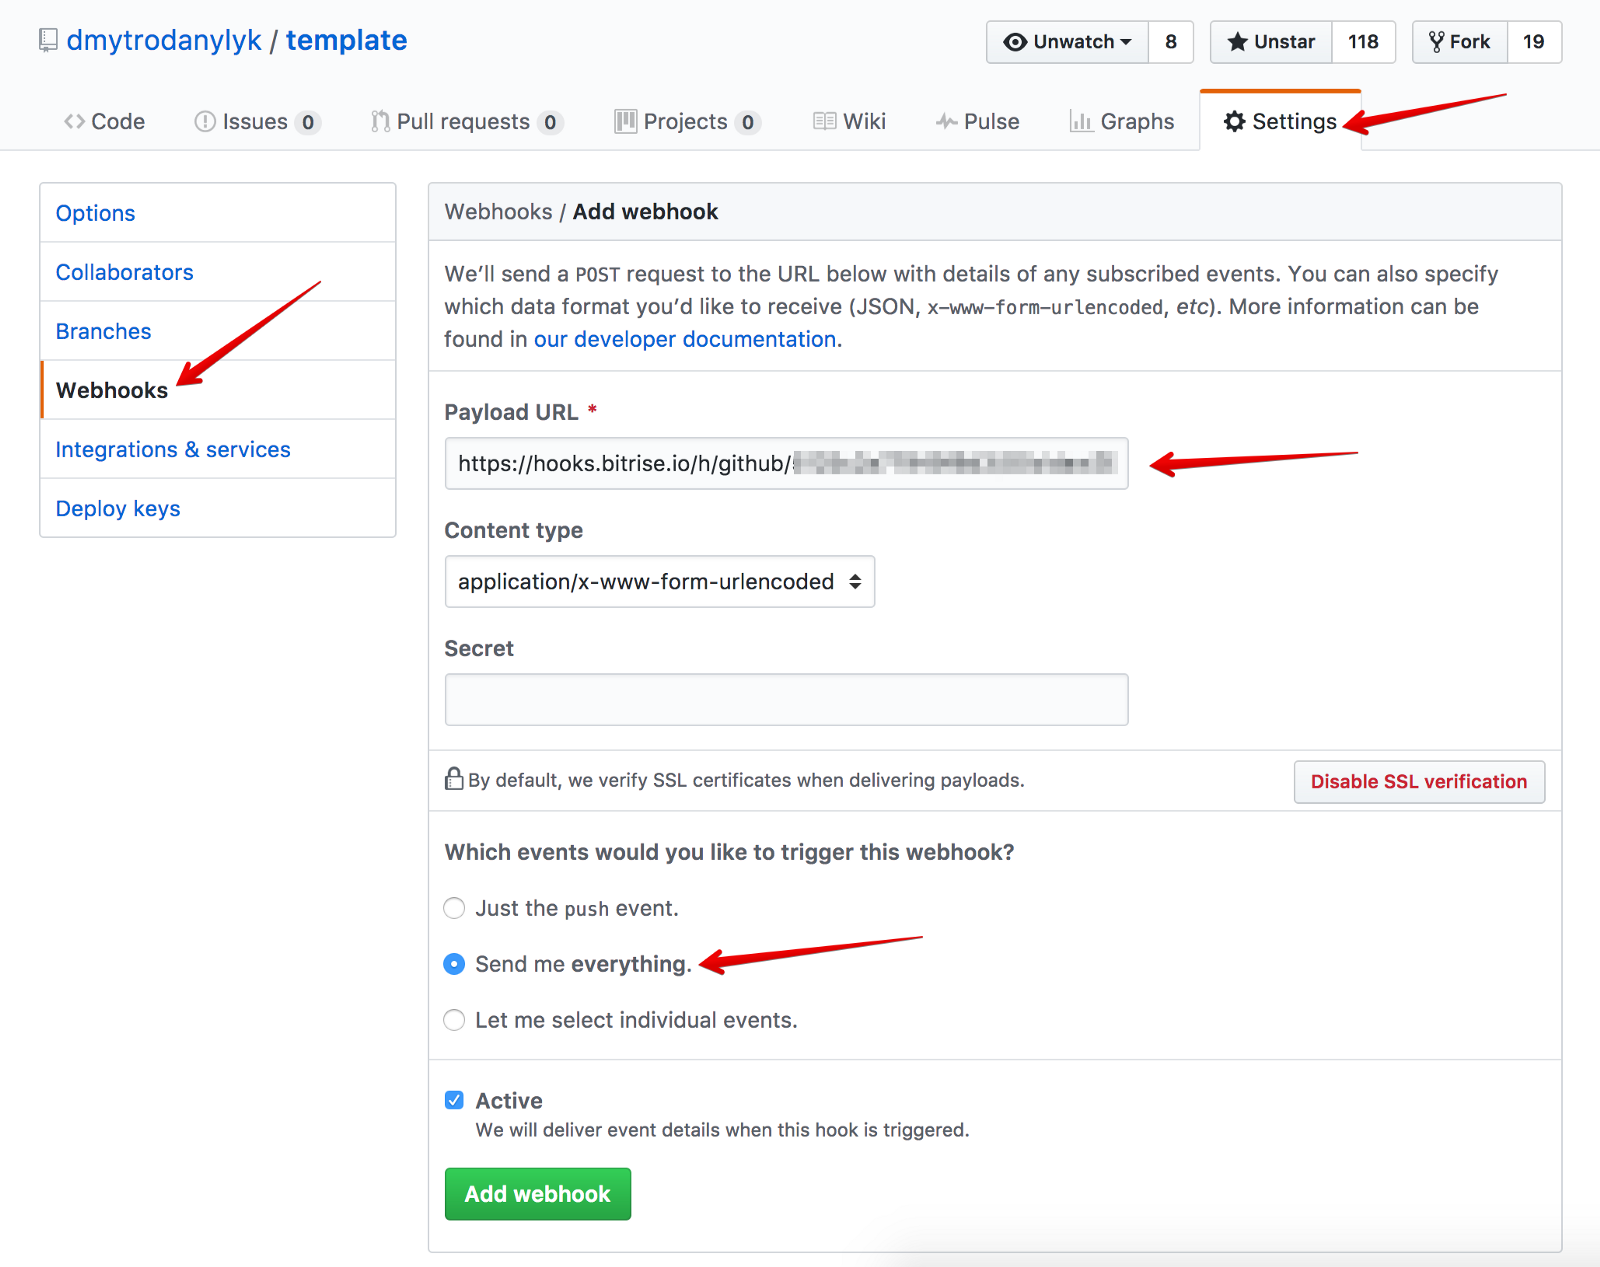 dmytrodanylyk / template
Unwatch 8 Unstar 118 Fork 19
Code Issues 0 Pull requests 0 Projects 0 Wiki Pulse Graphs Settings
Options
Collaborators
Branches
Webhooks
Integrations & services
Deploy keys
Webhooks / Add webhook
We’ll send a POST request to the URL below with details of any subscribed events. You can also specify
which data format you’d like to receive (JSON, x-www-form-urlencoded, etc). More information can be
found in our developer documentation.
Payload URL *
https://hooks.bitrise.io/h/github/
Content type
application/x-www-form-urlencoded
Secret
By default, we verify SSL certificates when delivering payloads.
Disable SSL verification
Which events would you like to trigger this webhook?
Just the push event.
Send me everything.
Let me select individual events.
Active
We will deliver event details when this hook is triggered.
Add webhook